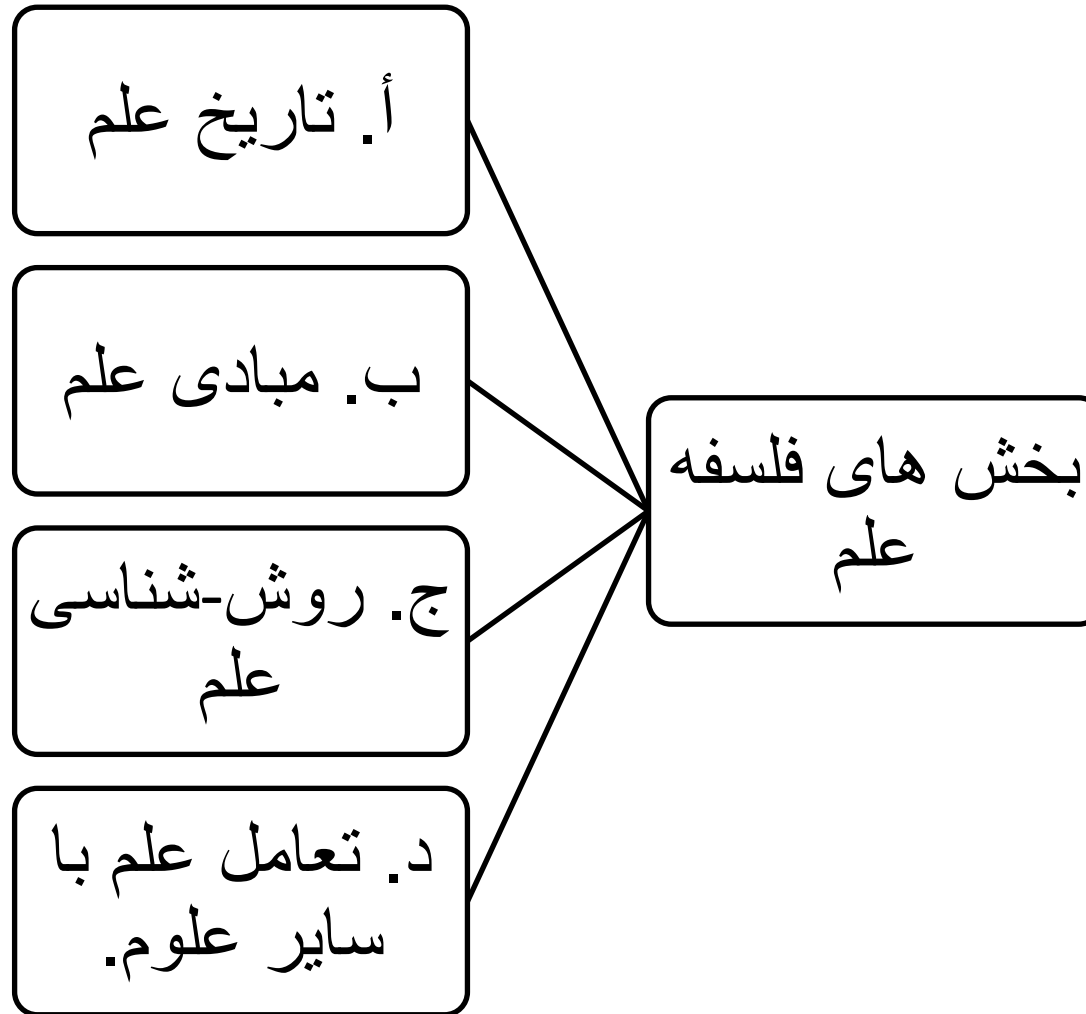 بخش های فلسفه
علم
أ. تاریخ علم
ب. مبادی علم
ج. روش-شناسی
علم
د. تعامل علم با
سایر علوم.